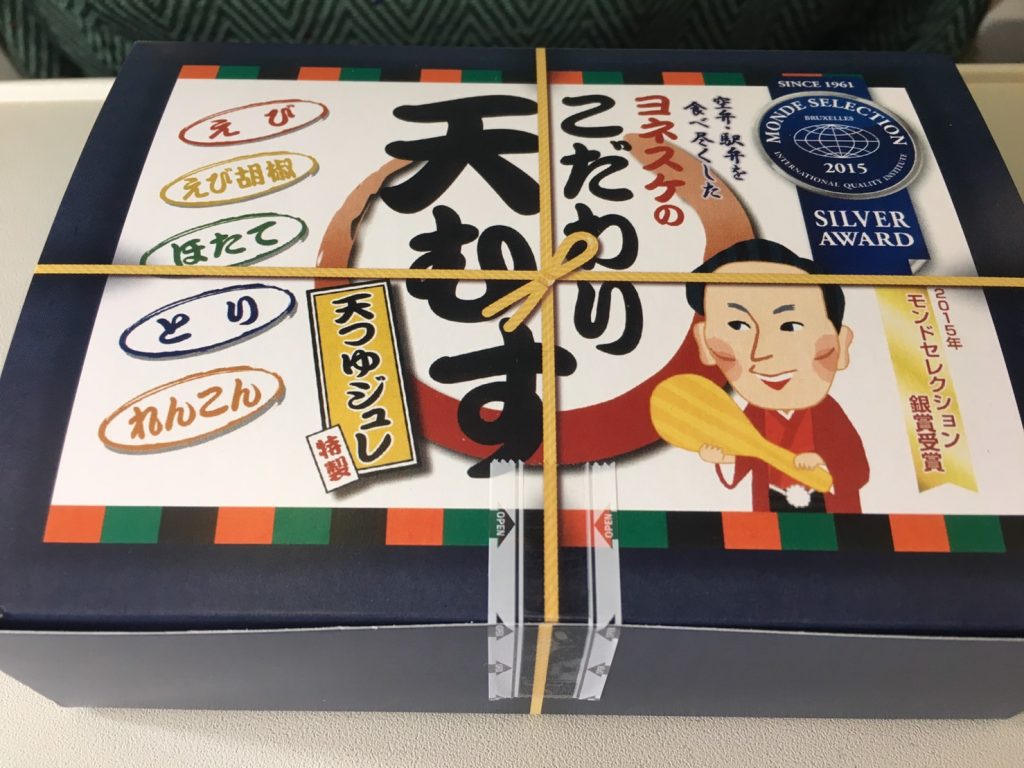 空弁・駅弁を
食べ尽くした
ヨネスケの
こだわり
天むす
えび
えび胡椒
ほたて
とり
れんこん
天つゆジュレ
特製
SINCE 1961
MONDE SELECTION
BRUXELLES
2015
INTERNATIONAL QUALITY INSTITUTE
SILVER
AWARD
2015年
モンドセレクション
銀賞受賞
OPEN
OPEN